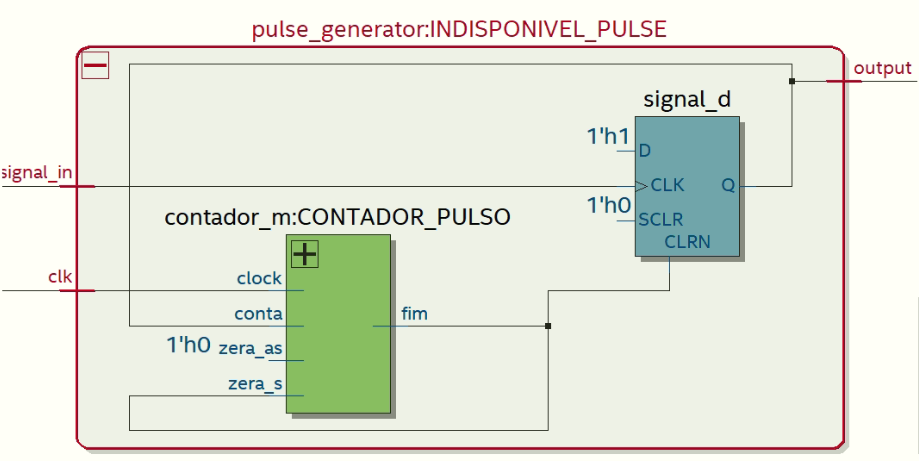 pulse_generator:INDISPONIVEL_PULSE
output
signal_d
1'h1
D
signal_in
CLK
Q
1'h0
SCLR
contador_m:CONTADOR_PULSO
CLRN
clk
clock
conta
fim
1'h0
zera_as
zera_s